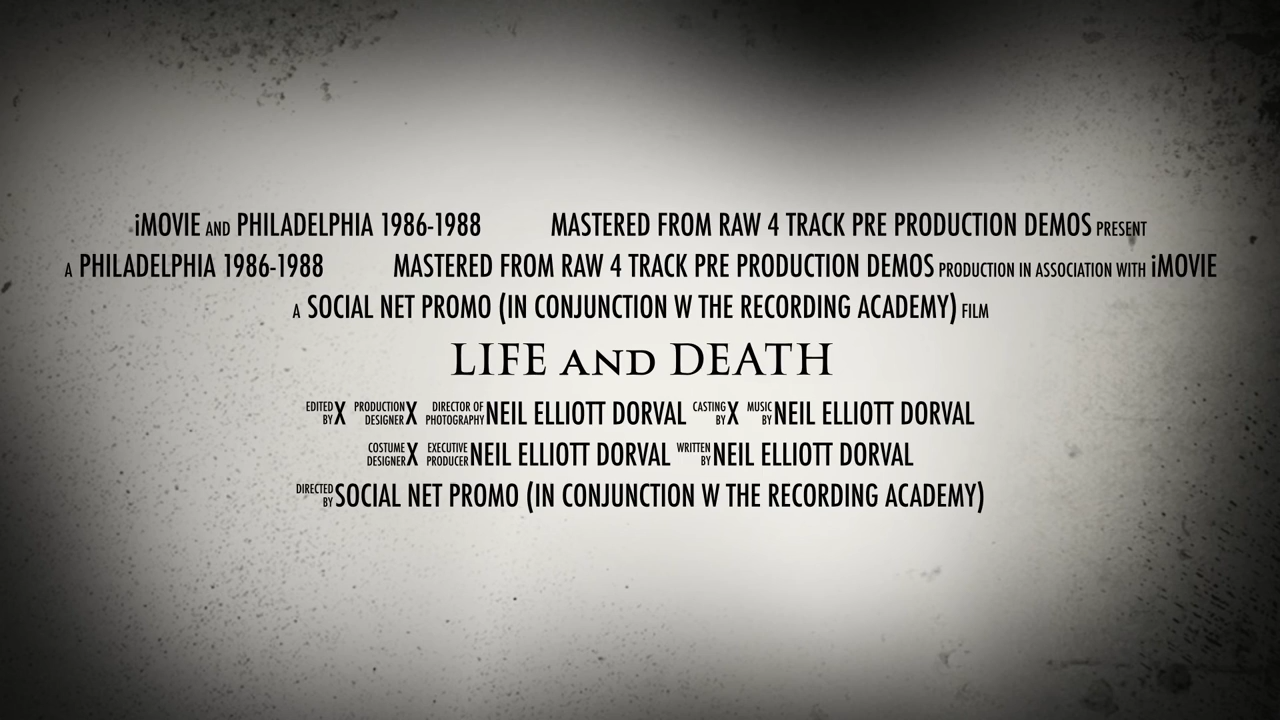 iMOVIE AND PHILADELPHIA 1986-1988 MASTERED FROM RAW 4 TRACK PRE PRODUCTION DEMOS PRESENT
A PHILADELPHIA 1986-1988 MASTERED FROM RAW 4 TRACK PRE PRODUCTION DEMOS PRODUCTION IN ASSOCIATION WITH iMOVIE
A SOCIAL NET PROMO (IN CONJUNCTION W THE RECORDING ACADEMY) FILM
LIFE AND DEATH
EDITED BY X PRODUCTION DESIGNER X DIRECTOR OF PHOTOGRAPHY NEIL ELLIOTT DORVAL CASTING BY X MUSIC BY NEIL ELLIOTT DORVAL
COSTUME DESIGNER X EXECUTIVE PRODUCER NEIL ELLIOTT DORVAL WRITTEN BY NEIL ELLIOTT DORVAL
DIRECTED BY SOCIAL NET PROMO (IN CONJUNCTION W THE RECORDING ACADEMY)